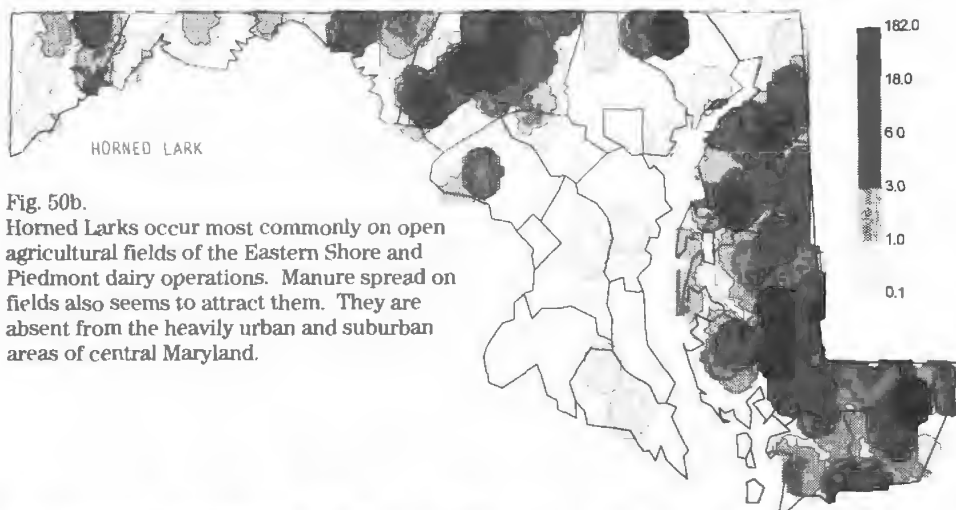 182.0
18.0
6.0
3.0
1.0
0.1
HORNED LARK
Fig. 50b.
Horned Larks occur most commonly on open
agricultural fields of the Eastern Shore and
Piedmont dairy operations. Manure spread on
fields also seems to attract them. They are
absent from the heavily urban and suburban
areas of central Maryland.